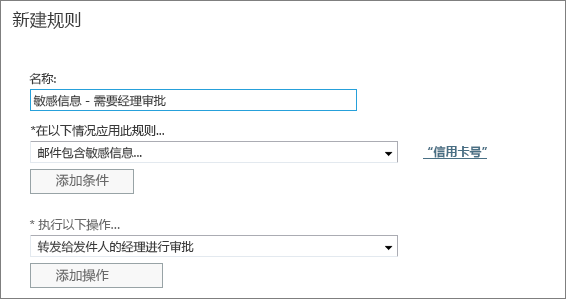 新建规则
名称:
敏感信息 - 需要经理审批
*在以下情况应用此规则...
邮件包含敏感信息...
“信用卡号”
添加条件
* 执行以下操作...
转发给发件人的经理进行审批
添加操作